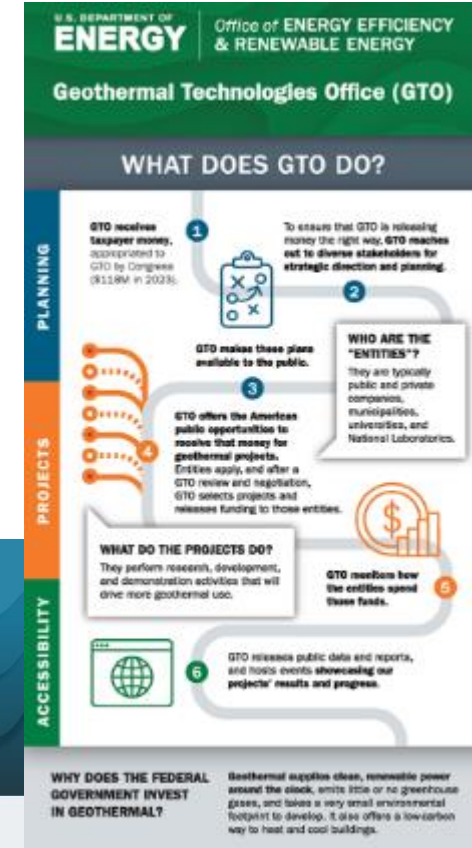 U.S. DEPARTMENT OF
ENERGY
Office of ENERGY EFFICIENCY
& RENEWABLE ENERGY
Geothermal Technologies Office (GTO)
WHAT DOES GTO DO?
PLANNING
1
GTO receives
taxpayer money,
appropriated to
GTO by Congress
($118M in 2023).
To ensure that GTO is releasing
money the right way, GTO reaches
out to diverse stakeholders for
strategic direction and planning.
2
GTO makes these plans
available to the public.
3
WHO ARE THE
"ENTITIES"?
They are typically
public and private
companies,
municipalities,
universities, and
National Laboratories.
PROJECTS
4
GTO offers the American
public opportunities to
receive that money for
geothermal projects.
Entities apply, and after a
GTO review and negotiation,
GTO selects projects and
releases funding to those entities.
$
WHAT DO THE PROJECTS DO?
They perform research, development,
and demonstration activities that will
drive more geothermal use.
GTO monitors how
the entities spend
those funds.
5
ACCESSIBILITY
6
GTO releases public data and reports,
and hosts events showcasing our
projects' results and progress.
WHY DOES THE FEDERAL
GOVERNMENT INVEST
IN GEOTHERMAL?
Geothermal supplies clean, renewable power
around the clock, emits little or no greenhouse
gases, and takes a very small environmental
footprint to develop. It also offers a low-carbon
way to heat and cool buildings.